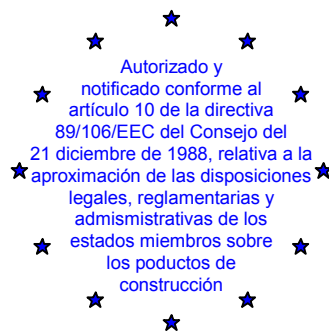 Autorizado y
notificado conforme al
artículo 10 de la directiva
89/106/EEC del Consejo del
21 diciembre de 1988, relativa a la
aproximación de las disposiciones
legales, reglamentarias y
admismistrativas de los
estados miembros sobre
los poductos de
construcción